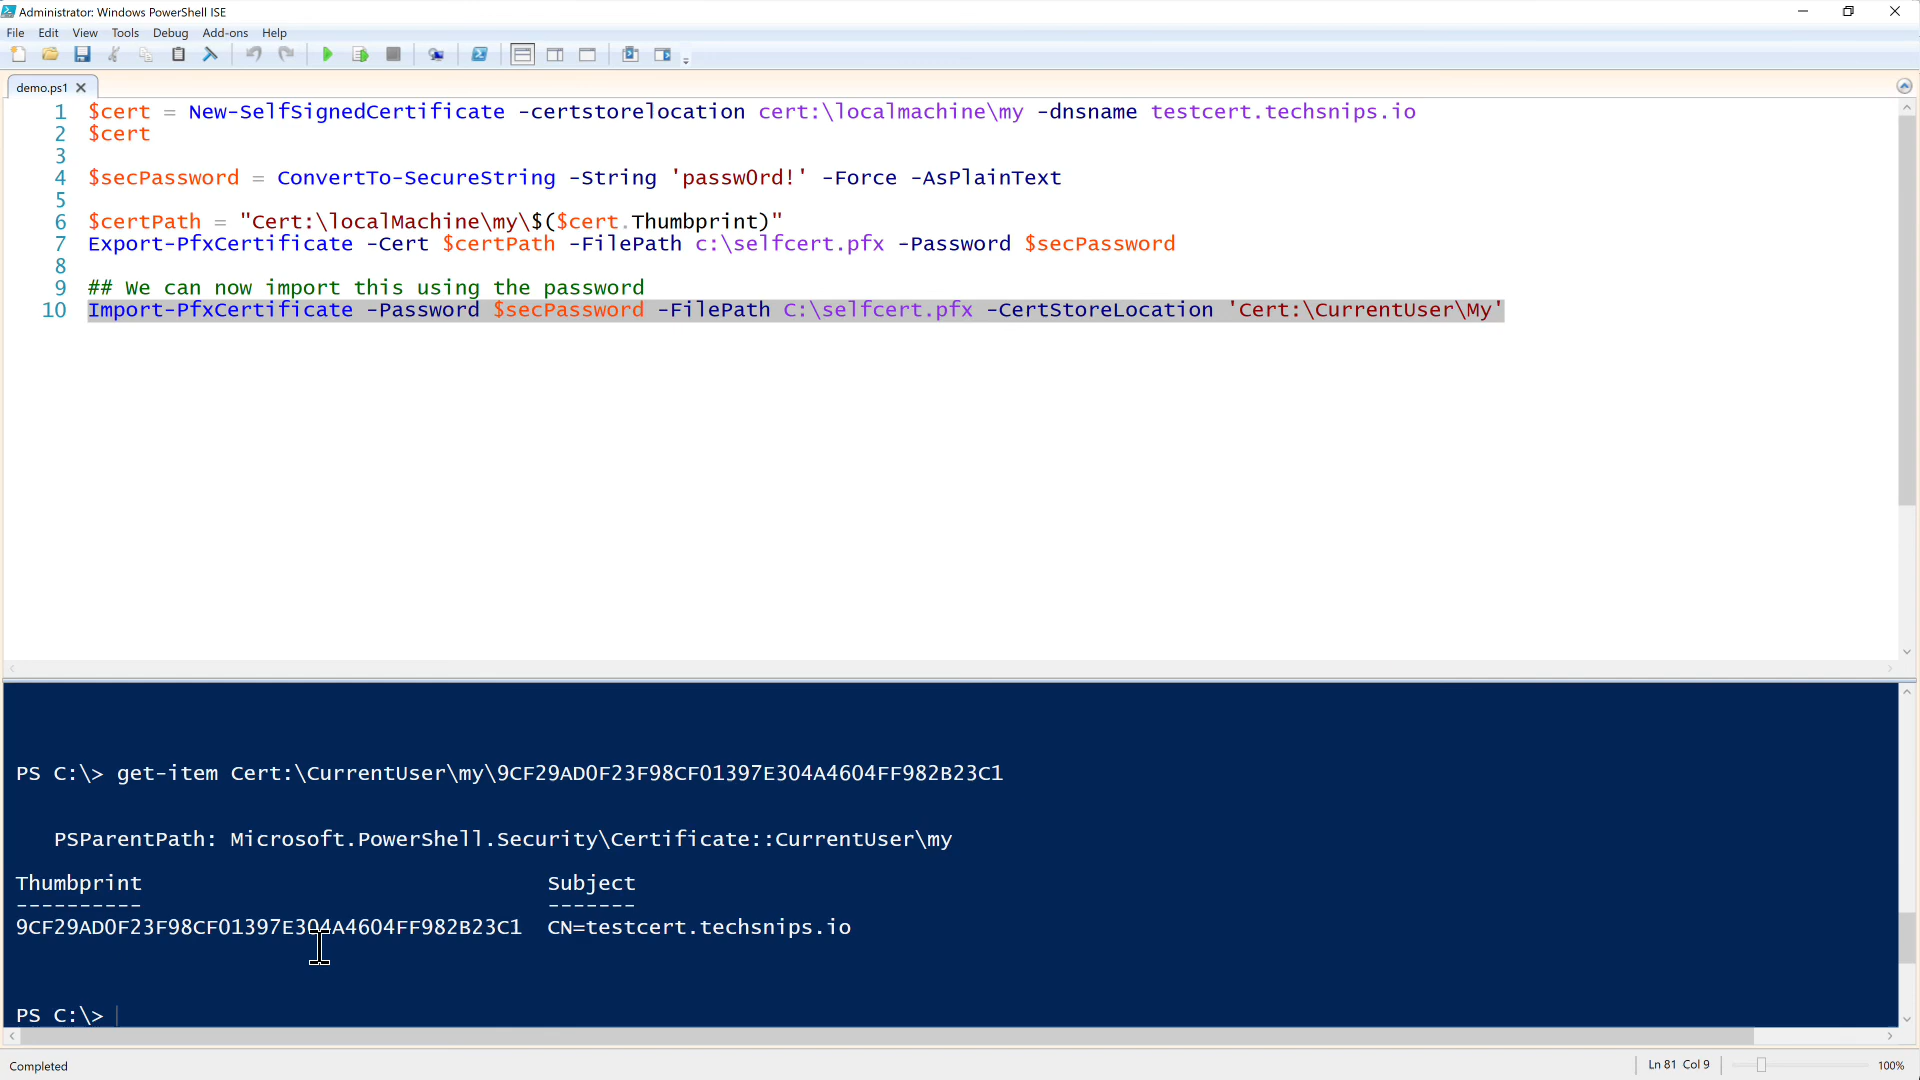 Administrator: Windows PowerShell ISE
File Edit View Tools Debug Add-ons Help
demo.ps1
1 $cert = New-SelfSignedCertificate -certstorelocation cert:\localmachine\my -dnsname testcert.techsnips.io
2 $cert
3
4 $secPassword = ConvertTo-SecureString -String 'passw0rd!' -Force -AsPlainText
5
6 $certPath = "Cert:\localMachine\my\$($cert.Thumbprint)"
7 Export-PfxCertificate -Cert $certPath -FilePath c:\selfcert.pfx -Password $secPassword
8
9 ## We can now import this using the password
10 Import-PfxCertificate -Password $secPassword -FilePath C:\selfcert.pfx -CertStoreLocation 'Cert:\CurrentUser\My'
PS C:\> get-item Cert:\CurrentUser\my\9CF29AD0F23F98CF01397E304A4604FF982B23C1
PSParentPath: Microsoft.PowerShell.Security\Certificate::CurrentUser\my
Thumbprint Subject
---------- -------
9CF29AD0F23F98CF01397E304A4604FF982B23C1 CN=testcert.techsnips.io
PS C:\>
Completed Ln 81 Col 9 100%